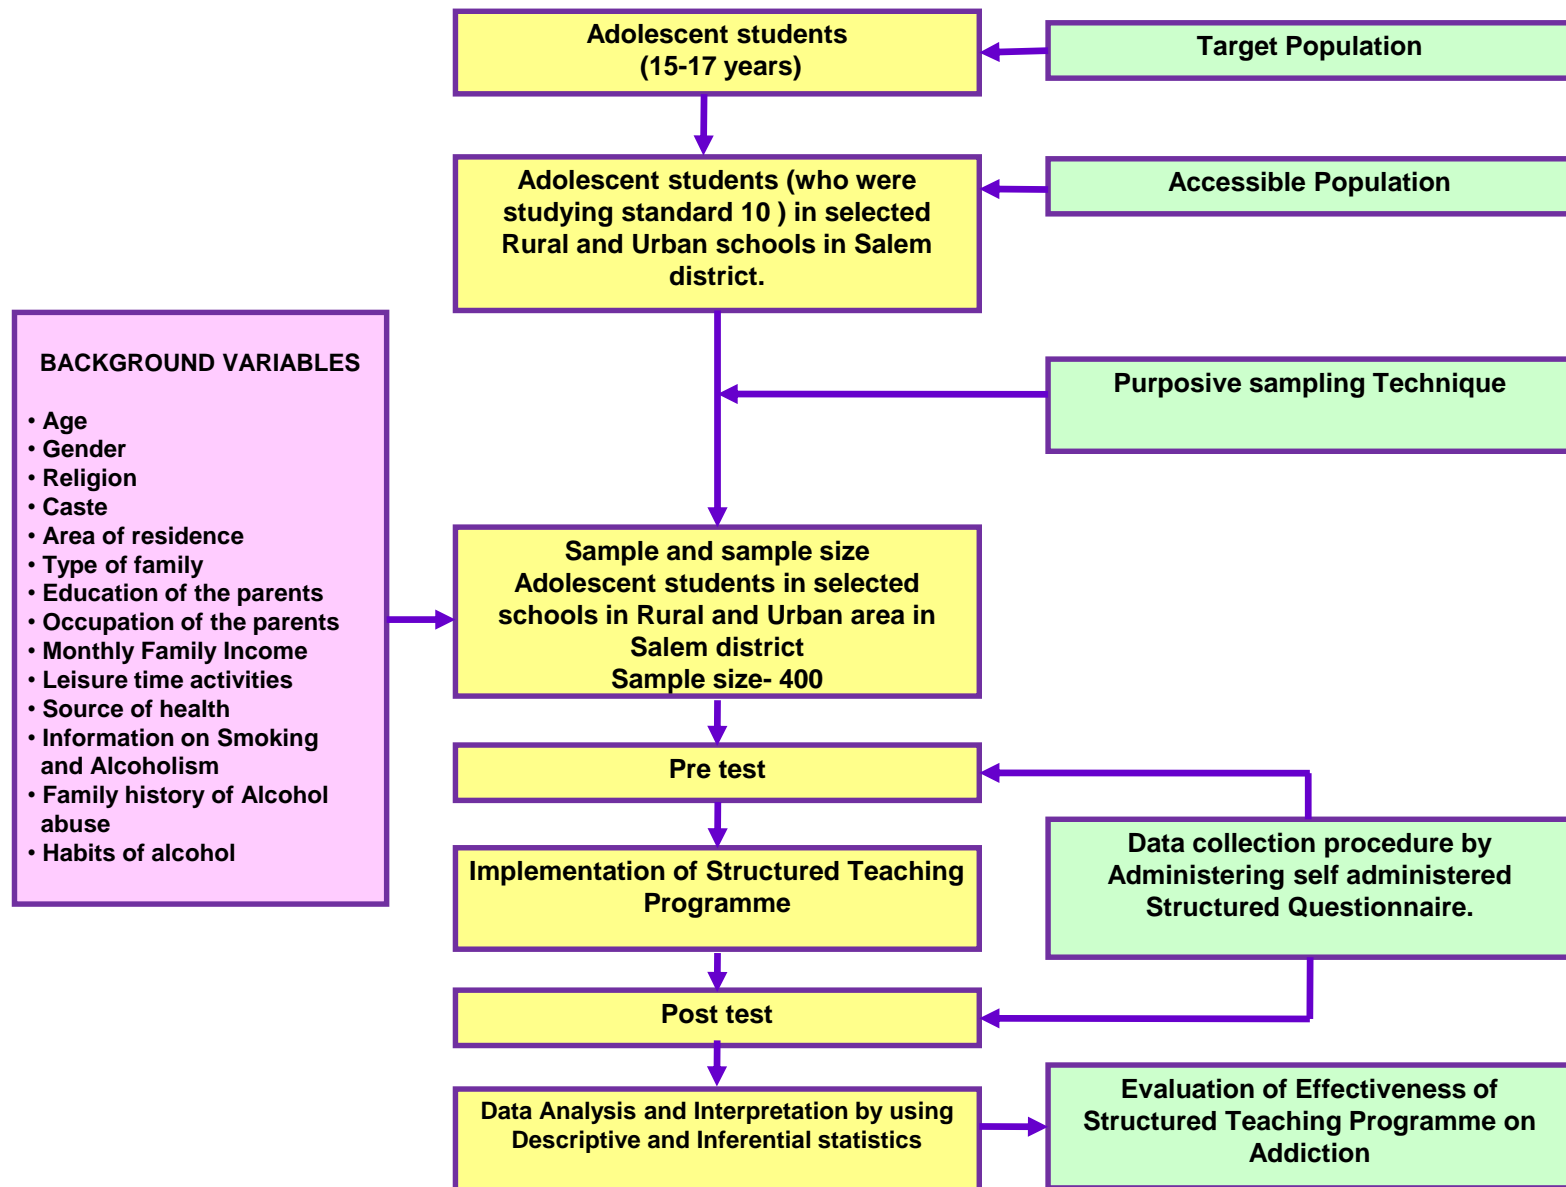 Adolescent students
(15-17 years)
Target Population
Adolescent students (who were
studying standard 10 ) in selected
Rural and Urban schools in Salem
district.
Accessible Population
BACKGROUND VARIABLES
• Age
• Gender
• Religion
• Caste
• Area of residence
• Type of family
• Education of the parents
• Occupation of the parents
• Monthly Family Income
• Leisure time activities
• Source of health
• Information on Smoking
and Alcoholism
• Family history of Alcohol
abuse
• Habits of alcohol
Purposive sampling Technique
Sample and sample size
Adolescent students in selected
schools in Rural and Urban area in
Salem district
Sample size- 400
Pre test
Implementation of Structured Teaching
Programme
Data collection procedure by
Administering self administered
Structured Questionnaire.
Post test
Data Analysis and Interpretation by using
Descriptive and Inferential statistics
Evaluation of Effectiveness of
Structured Teaching Programme on
Addiction